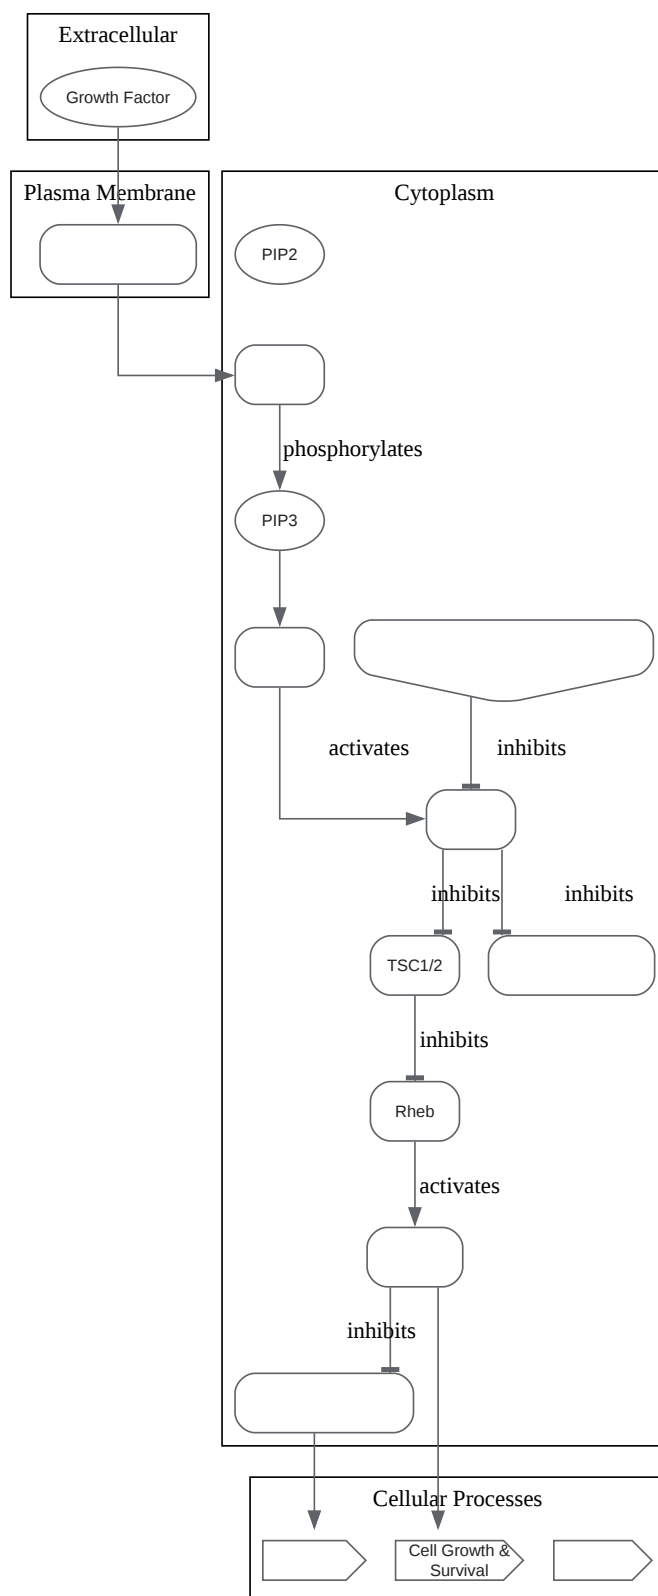 Extracellular
Growth Factor
Plasma Membrane
Cytoplasm
PIP2
phosphorylates
PIP3
activates
inhibits
inhibits
inhibits
TSC1/2
inhibits
Rheb
activates
inhibits
Cellular Processes
Cell Growth &
Survival